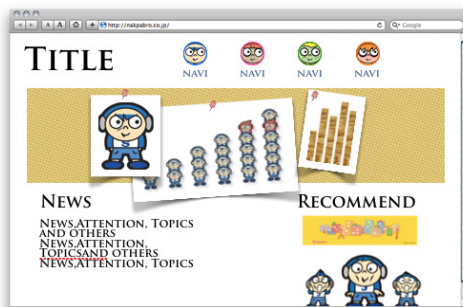 http://nakpabro.co.jp/
A A
Google
TITLE
NAVI NAVI NAVI NAVI
S
NEWS
RECOMMEND
NEWS,ATTENTION, TOPICS
AND OTHERS
NEWS,ATTENTION,
TOPICSAND OTHERS
NEWS,ATTENTION, TOPICS